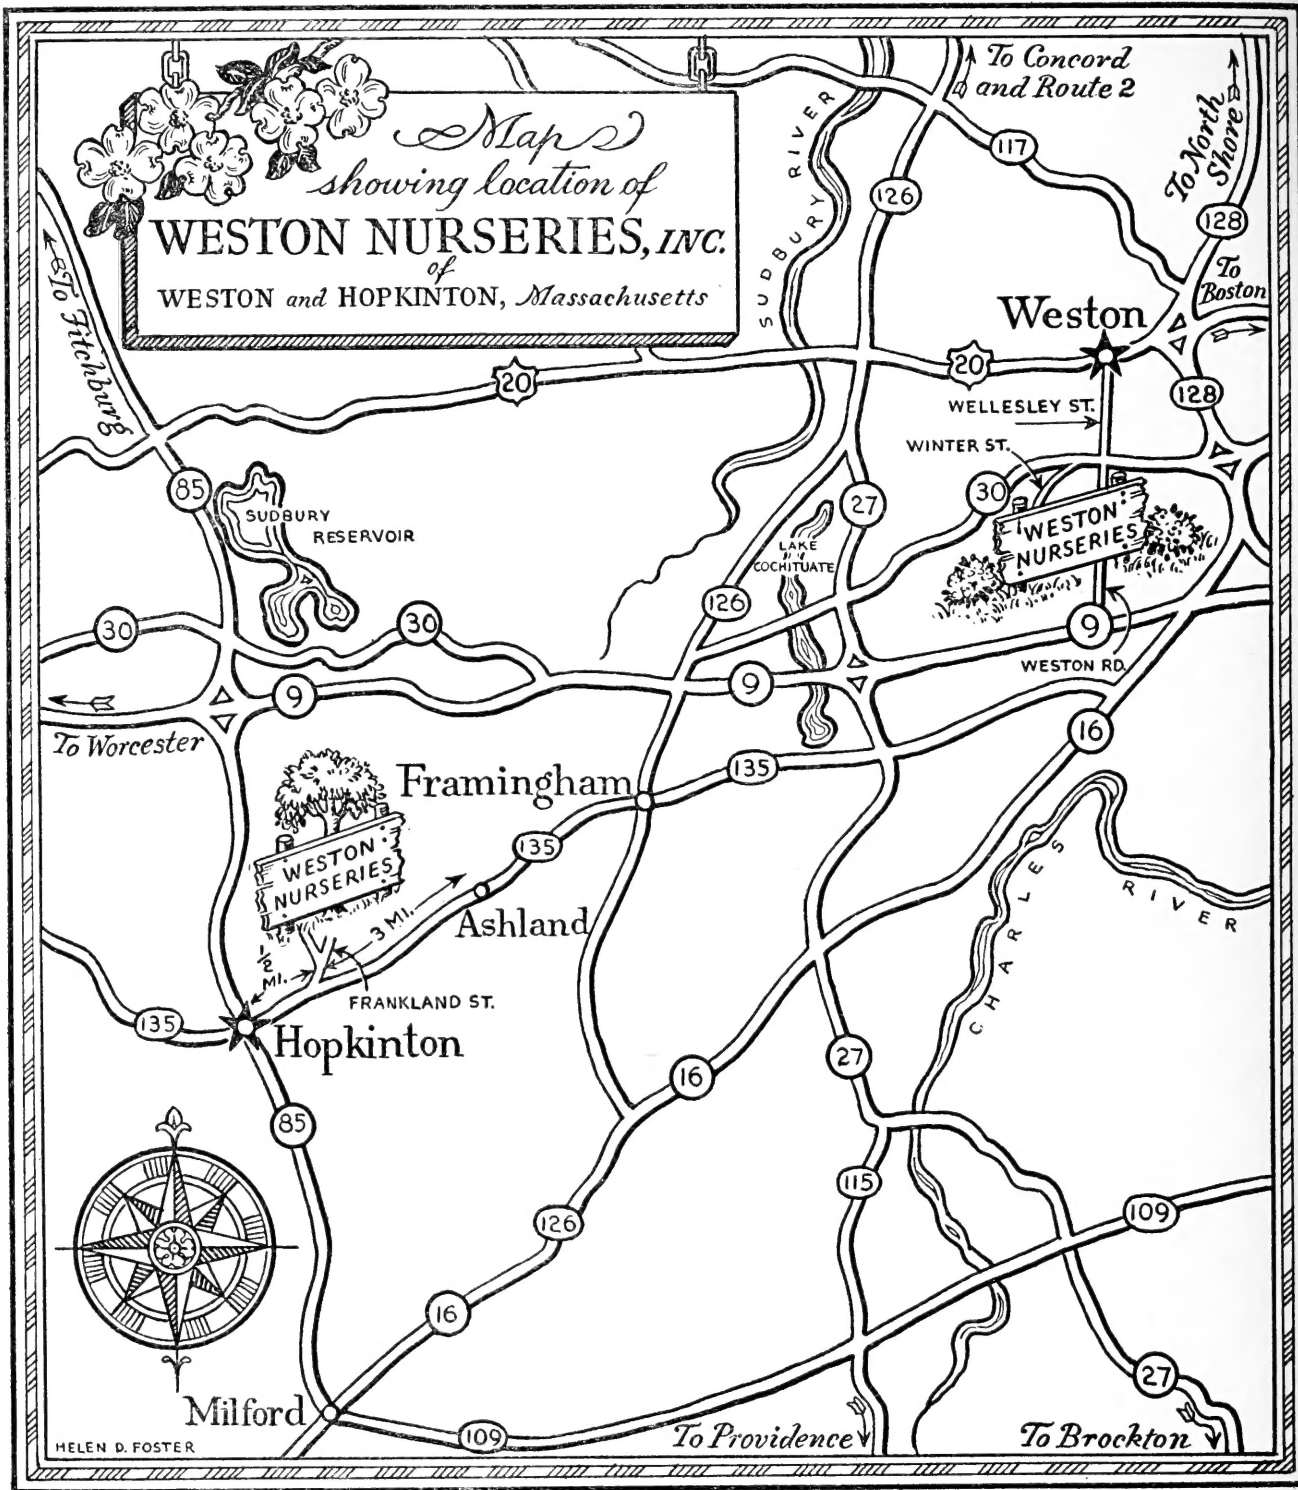 Map
showing location of
WESTON NURSERIES, INC.
of
WESTON and HOPKINTON, Massachusetts
To Concord
and Route 2
To North
Shore
117
126
128
SUDBURY RIVER
To
Boston
Weston
To Fitchburg
20
20
128
WELLESLEY ST.
WINTER ST.
85
27
30
SUDBURY
RESERVOIR
WESTON
NURSERIES
LAKE
COCHITUATE
126
30
30
9
WESTON RD.
9
9
To Worcester
16
Framingham
135
WESTON
NURSERIES
135
CHARLES RIVER
3 MI.
Ashland
1/2
MI.
FRANKLAND ST.
135
Hopkinton
27
16
85
115
126
109
16
27
Milford
109
To Providence
To Brockton
HELEN D. FOSTER